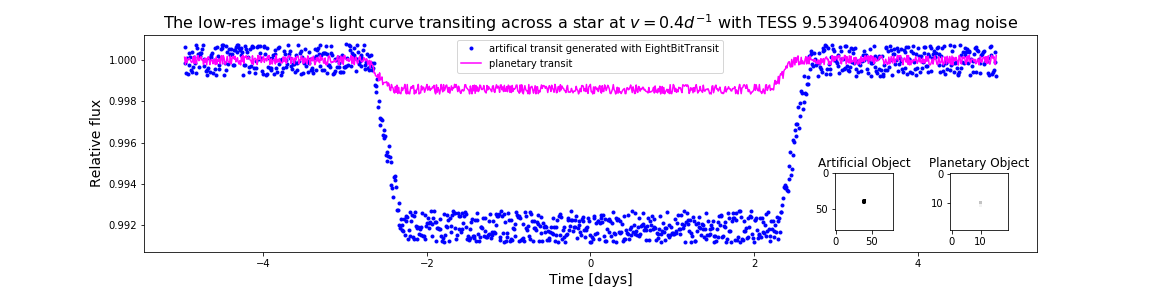 The low-res image's light curve transiting across a star at v = 0.4d⁻¹ with TESS 9.53940640908 mag noise
artifical transit generated with EightBitTransit
planetary transit
Relative flux
1.000
0.998
0.996
0.994
0.992
−4
−2
0
2
4
Time [days]
Artificial Object
0
50
0
50
Planetary Object
0
10
0
10